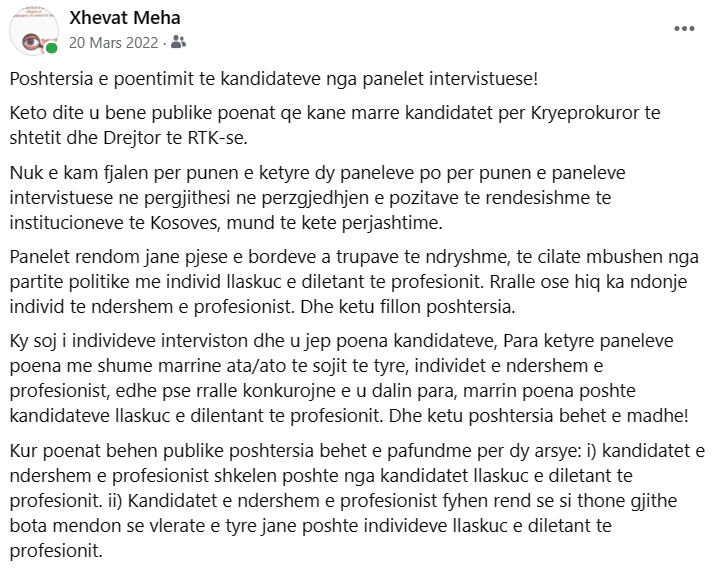 Xhevat Meha
20 Mars 2022 ·
Poshtersia e poentimit te kandidateve nga panelet intervistuese!
Keto dite u bene publike poenat qe kane marre kandidatet per Kryeprokuror te
shtetit dhe Drejtor te RTK-se.
Nuk e kam fjalen per punen e ketyre dy paneleve po per punen e paneleve
intervistuese ne pergjithesi ne perzgjedhjen e pozitave te rendesishme te
institucioneve te Kosoves, mund te kete perjashtime.
Panelet rendom jane pjese e bordeve a trupave te ndryshme, te cilate mbushen nga
partite politike me individ llaskuc e diletant te profesionit. Rralle ose hiq ka ndonje
individ te ndershem e profesionist. Dhe ketu fillon poshtersia.
Ky soj i individeve interviston dhe u jep poena kandidateve, Para ketyre paneleve
poena me shume marrine ata/ato te sojit te tyre, individet e ndershem e
profesionist, edhe pse rralle konkurojne e u dalin para, marrin poena poshte
kandidateve llaskuc e dilentant te profesionit. Dhe ketu poshtersia behet e madhe!
Kur poenat behen publike poshtersia behet e pafundme per dy arsye: i) kandidatet e
ndershem e profesionist shkelen poshte nga kandidatet llaskuc e diletant te
profesionit. ii) Kandidatet e ndershem e profesionist fyhen rend se si thone gjithe
bota mendon se vlerate e tyre jane poshte individeve llaskuc e diletant te
profesionit.